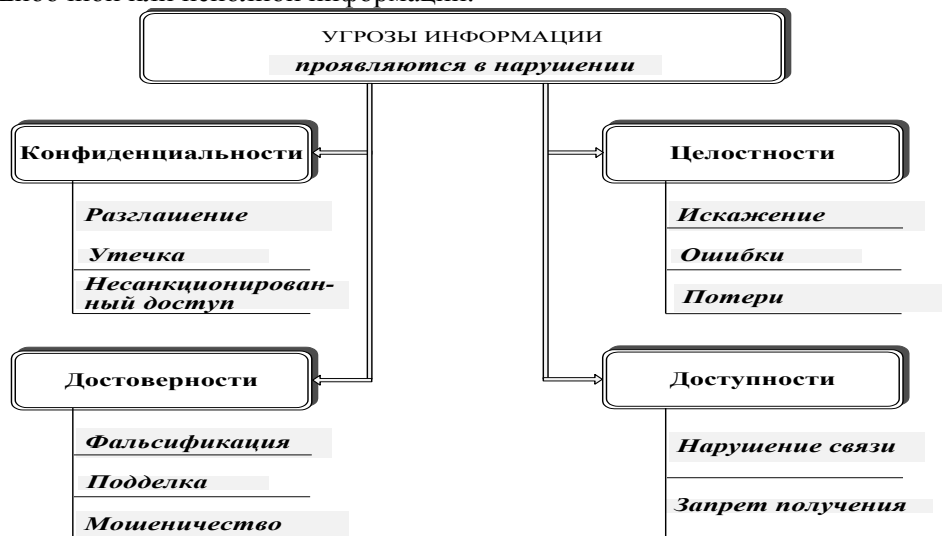 УГРОЗЫ ИНФОРМАЦИИ
проявляются в нарушении
Конфиденциальности
Разглашение
Утечка
Несанкционирован-
ный доступ
Целостности
Искажение
Ошибки
Потери
Достоверности
Фальсификация
Подделка
Мошеничество
Доступности
Нарушение связи
Запрет получения